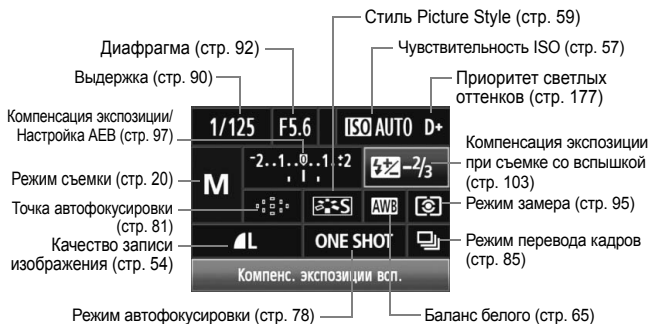 Стиль Picture Style (стр. 59)
Диафрагма (стр. 92)
Чувствительность ISO (стр. 57)
Выдержка (стр. 90)
Приоритет светлых
оттенков (стр. 177)
Компенсация экспозиции/
Настройка AEB (стр. 97)
1/125 F5.6 ISO AUTO D+
-2..1..0..1..+2
-2/3
Компенсация экспозиции
при съемке со вспышкой
(стр. 103)
Режим съемки (стр. 20)
M
Точка автофокусировки
(стр. 81)
S AWB
Режим замера (стр. 95)
Качество записи
изображения (стр. 54)
L ONE SHOT
Режим перевода кадров
(стр. 85)
Компенс. экспозиции всп.
Режим автофокусировки (стр. 78)
Баланс белого (стр. 65)